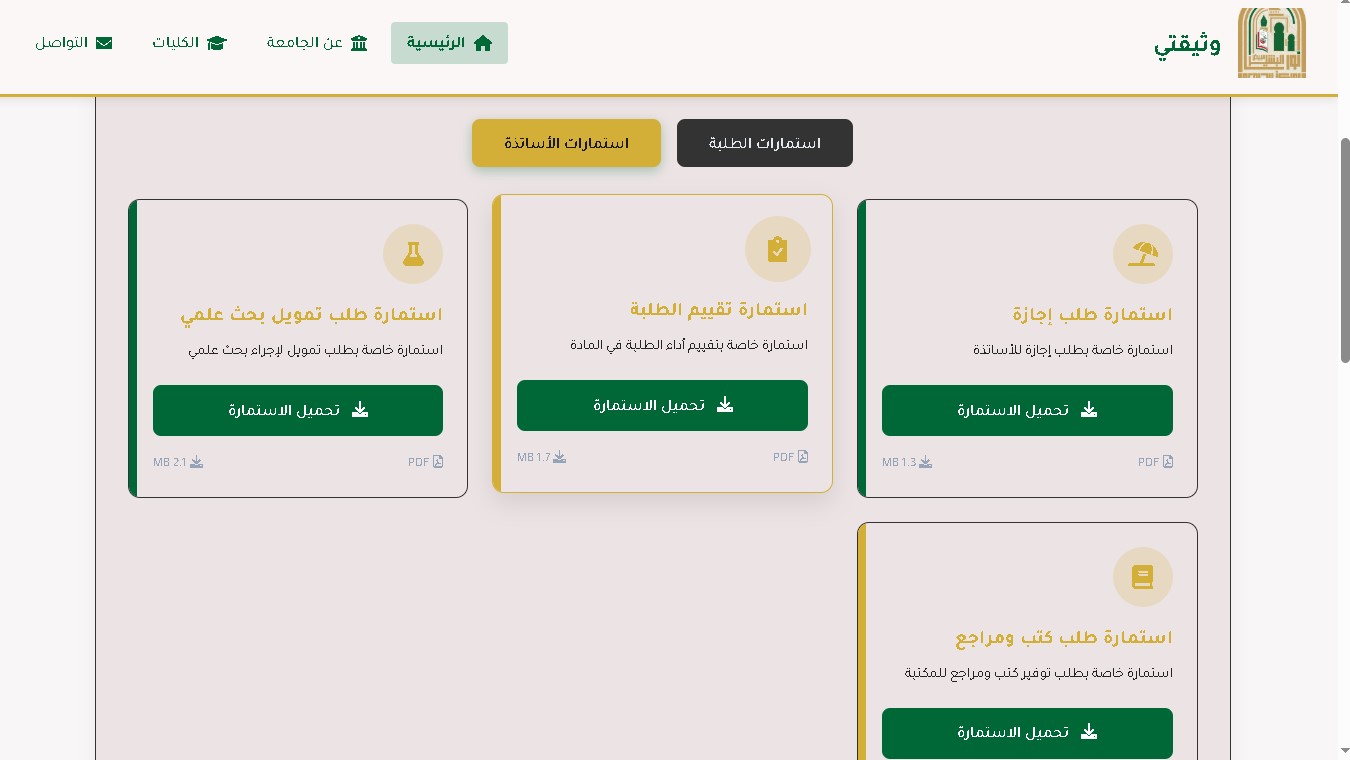 وثيقتي
الرئيسية
عن الجامعة
الكليات
التواصل
استمارات الطلبة
استمارات الأساتذة
استمارة طلب إجازة
استمارة خاصة بطلب إجازة للأساتذة
تحميل الاستمارة
PDF
1.3 MB
استمارة تقييم الطلبة
استمارة خاصة بتقييم أداء الطلبة في المادة
تحميل الاستمارة
PDF
1.7 MB
استمارة طلب تمويل بحث علمي
استمارة خاصة بطلب تمويل لإجراء بحث علمي
تحميل الاستمارة
PDF
2.1 MB
استمارة طلب كتب ومراجع
استمارة خاصة بطلب توفير كتب ومراجع للمكتبة
تحميل الاستمارة